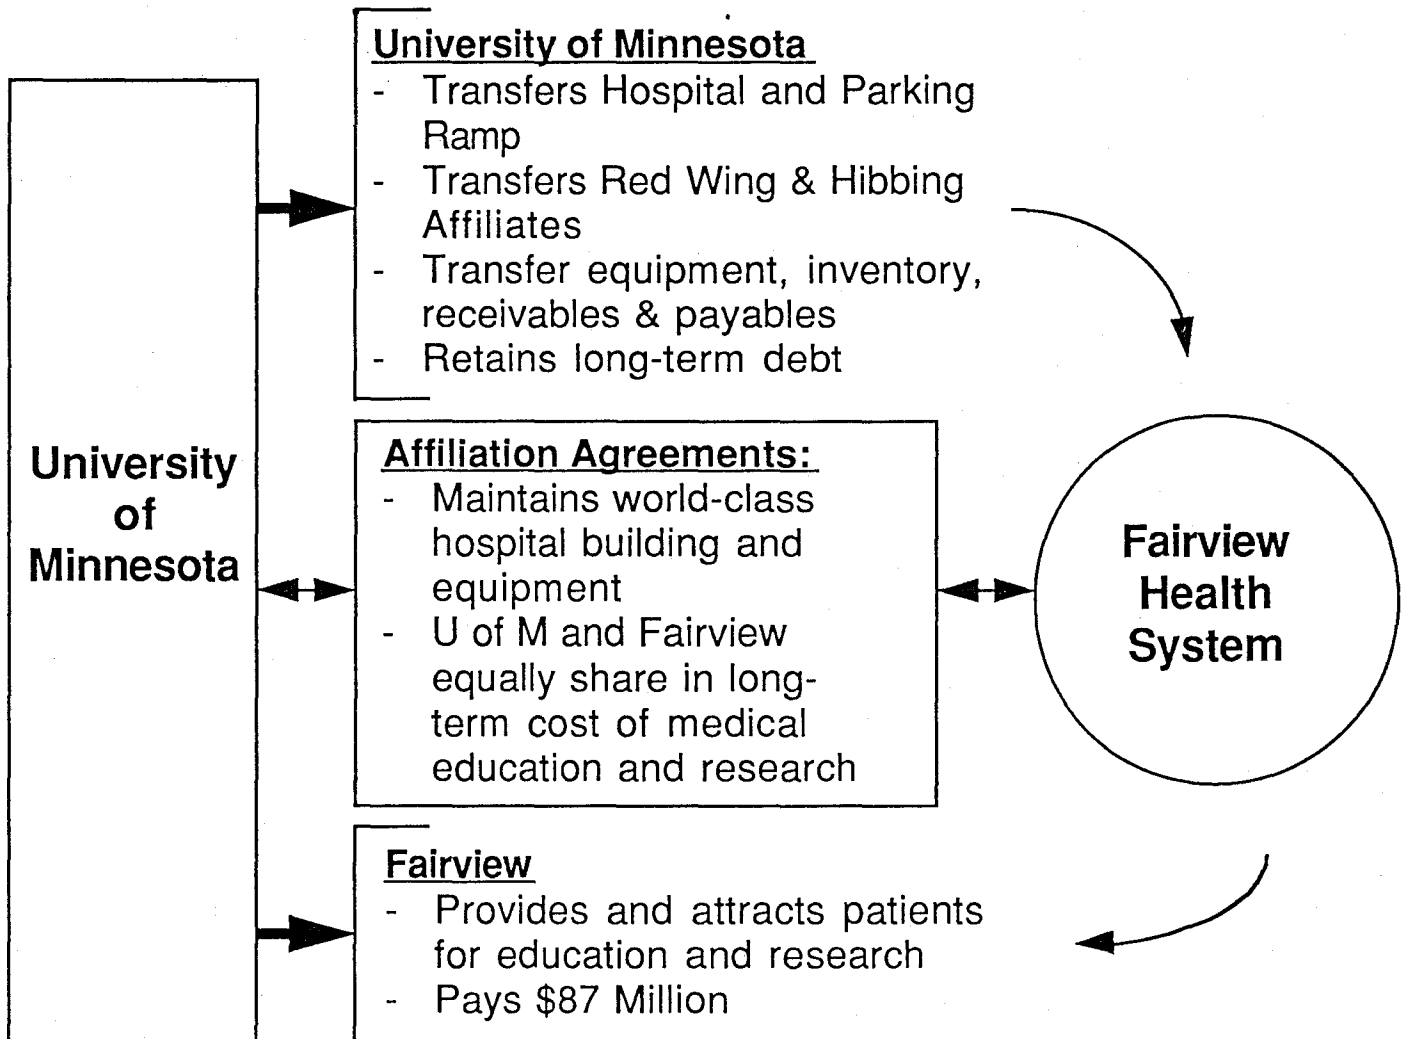 University of Minnesota
- Transfers Hospital and Parking
Ramp
- Transfers Red Wing & Hibbing
Affiliates
- Transfer equipment, inventory,
receivables & payables
- Retains long-term debt
University
of
Minnesota
Affiliation Agreements:
- Maintains world-class
hospital building and
equipment
- U of M and Fairview
equally share in long-
term cost of medical
education and research
Fairview
Health
System
Fairview
- Provides and attracts patients
for education and research
- Pays $87 Million